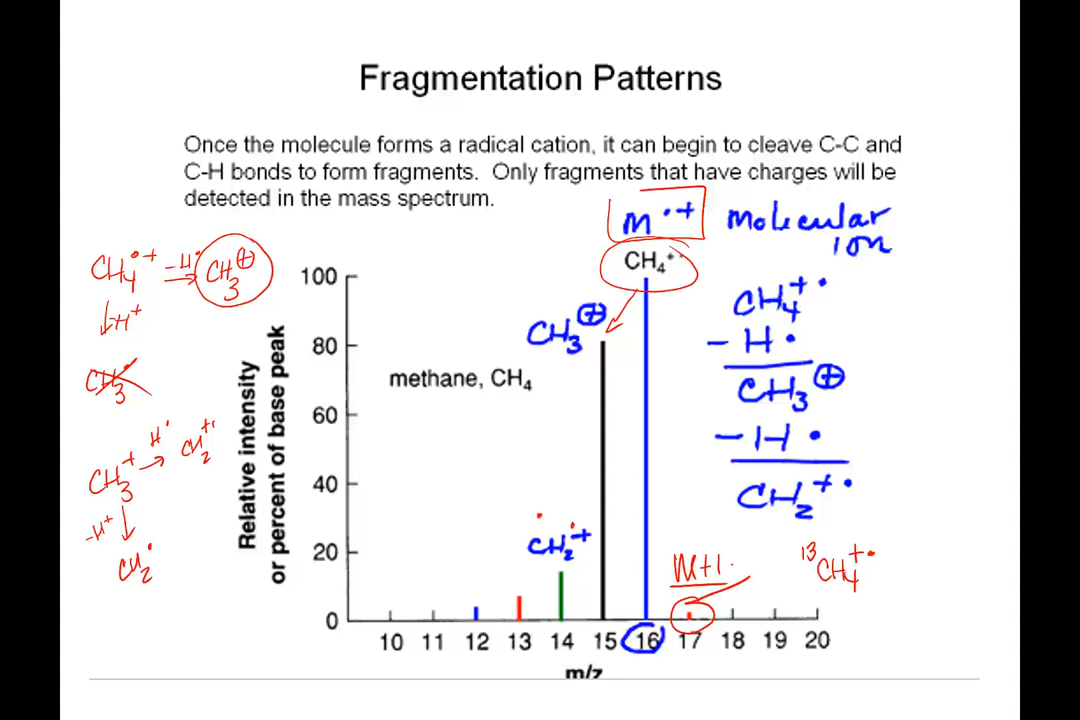 Fragmentation Patterns
Once the molecule forms a radical cation, it can begin to cleave C-C and
C-H bonds to form fragments. Only fragments that have charges will be
detected in the mass spectrum.
M•+ molecular
ion
CH₄+•
CH₄•+ -H• → CH₃⊕
↓-H+
CH₃•
CH₃+ H• → CH₂+•
-H+ ↓
CH₂•
Relative intensity
or percent of base peak
100
80
60
40
20
0
methane, CH₄
CH₃⊕
CH₂•+
CH₄+•
- H•
CH₃⊕
- H•
CH₂+•
M+1.
¹³CH₄+•
10 11 12 13 14 15 16 17 18 19 20
m/z